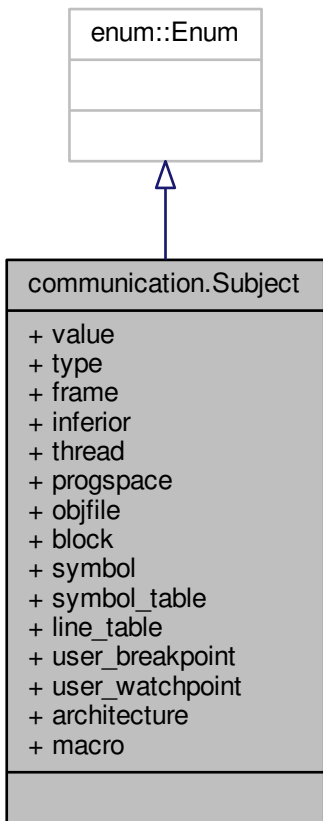 enum::Enum
communication.Subject
+ value
+ type
+ frame
+ inferior
+ thread
+ progspace
+ objfile
+ block
+ symbol
+ symbol_table
+ line_table
+ user_breakpoint
+ user_watchpoint
+ architecture
+ macro